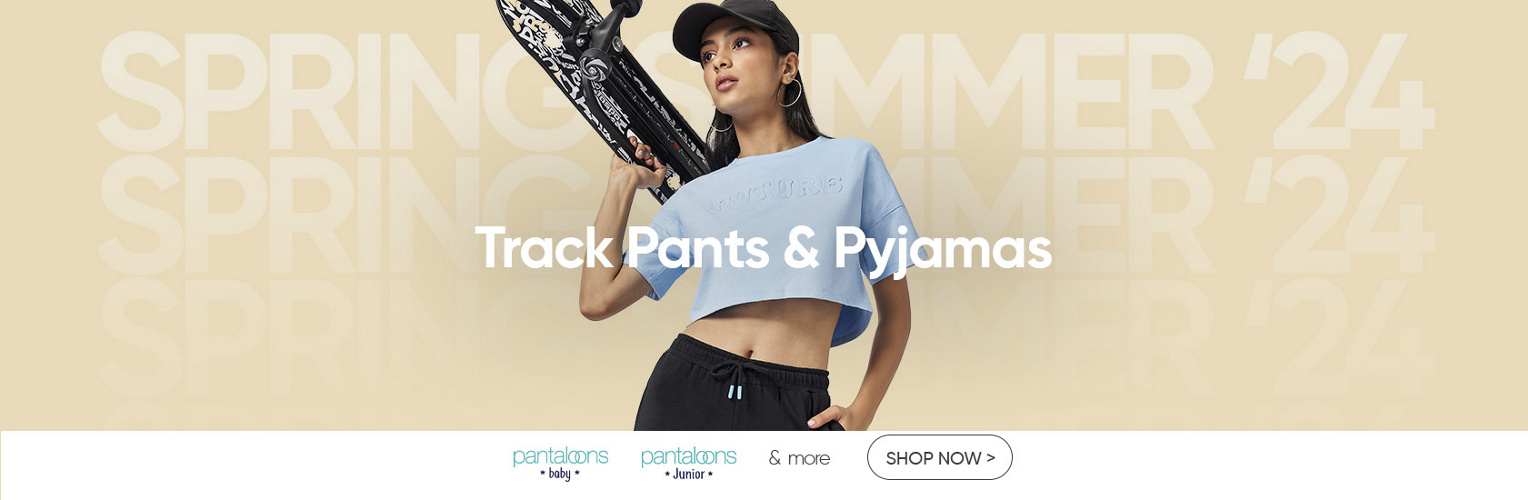 SPRING SUMMER '24
SPRING SUMMER '24
Track Pants & Pyjamas
SPRING SUMMER '24
pantaloons
baby
pantaloons
Junior
& more
SHOP NOW >